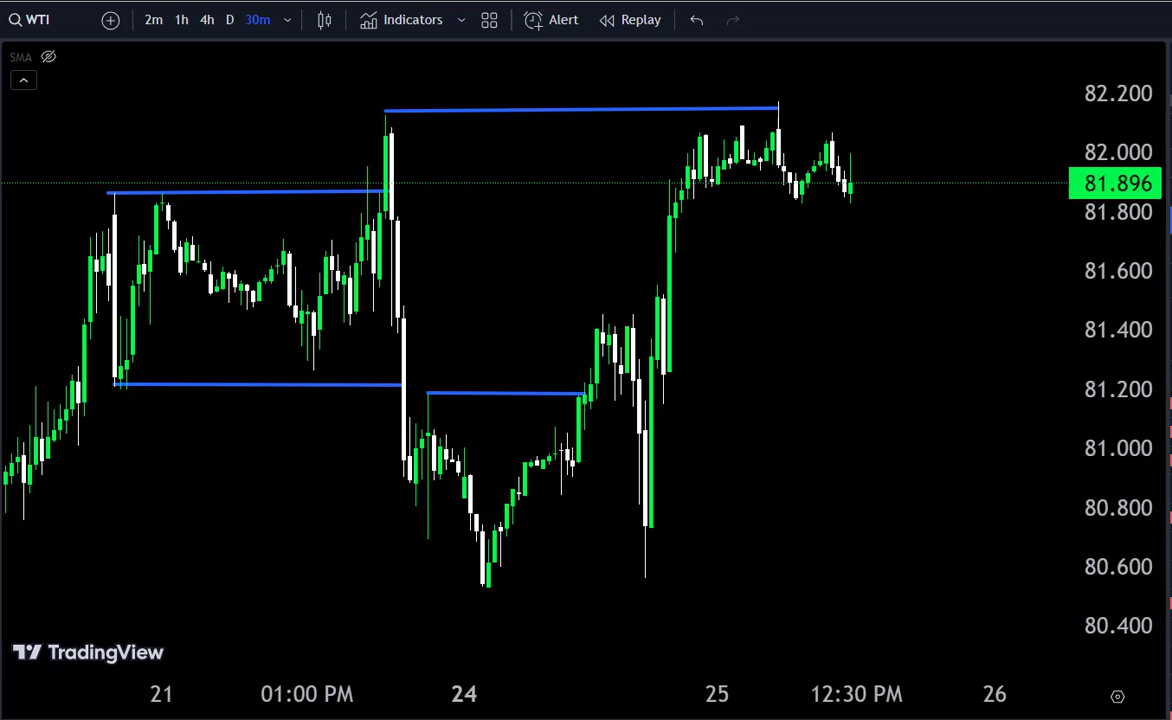 WTI 2m 1h 4h D 30m Indicators Alert Replay
SMA
82.200
82.000
81.896
81.800
81.600
81.400
81.200
81.000
80.800
80.600
80.400
TradingView
21 01:00 PM 24 25 12:30 PM 26